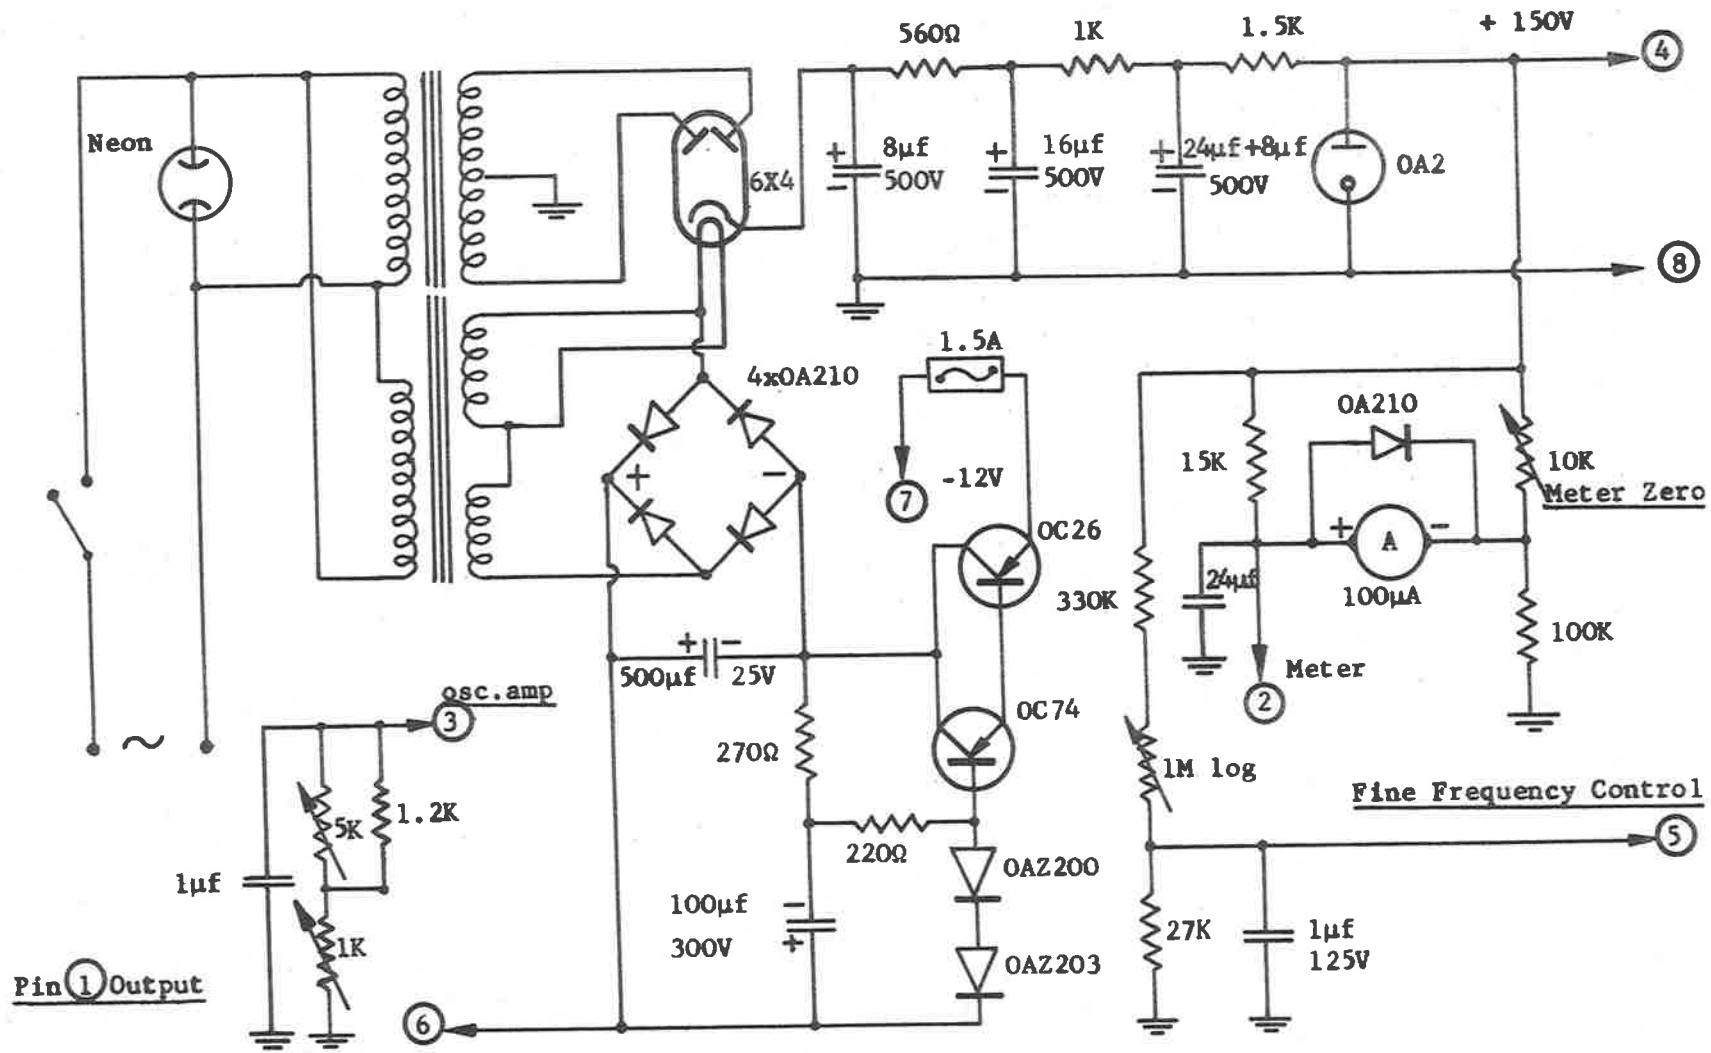 + 150V
560Ω
1K
1.5K
4
Neon
6X4
+
8μf
-
500V
+
16μf
-
500V
+
24μf+8μf
-
500V
OA2
8
1.5A
4xOA210
7
-12V
+
-
OA210
15K
10K
Meter Zero
+
A
-
100μA
OC26
24μf
330K
100K
+
-
500μf
25V
Meter
2
osc.amp
3
OC74
270Ω
1M log
5K
1.2K
220Ω
Fine Frequency Control
5
OAZ200
1μf
100μf
-
300V
+
1K
27K
1μf
125V
OAZ203
Pin 1 Output
6
~